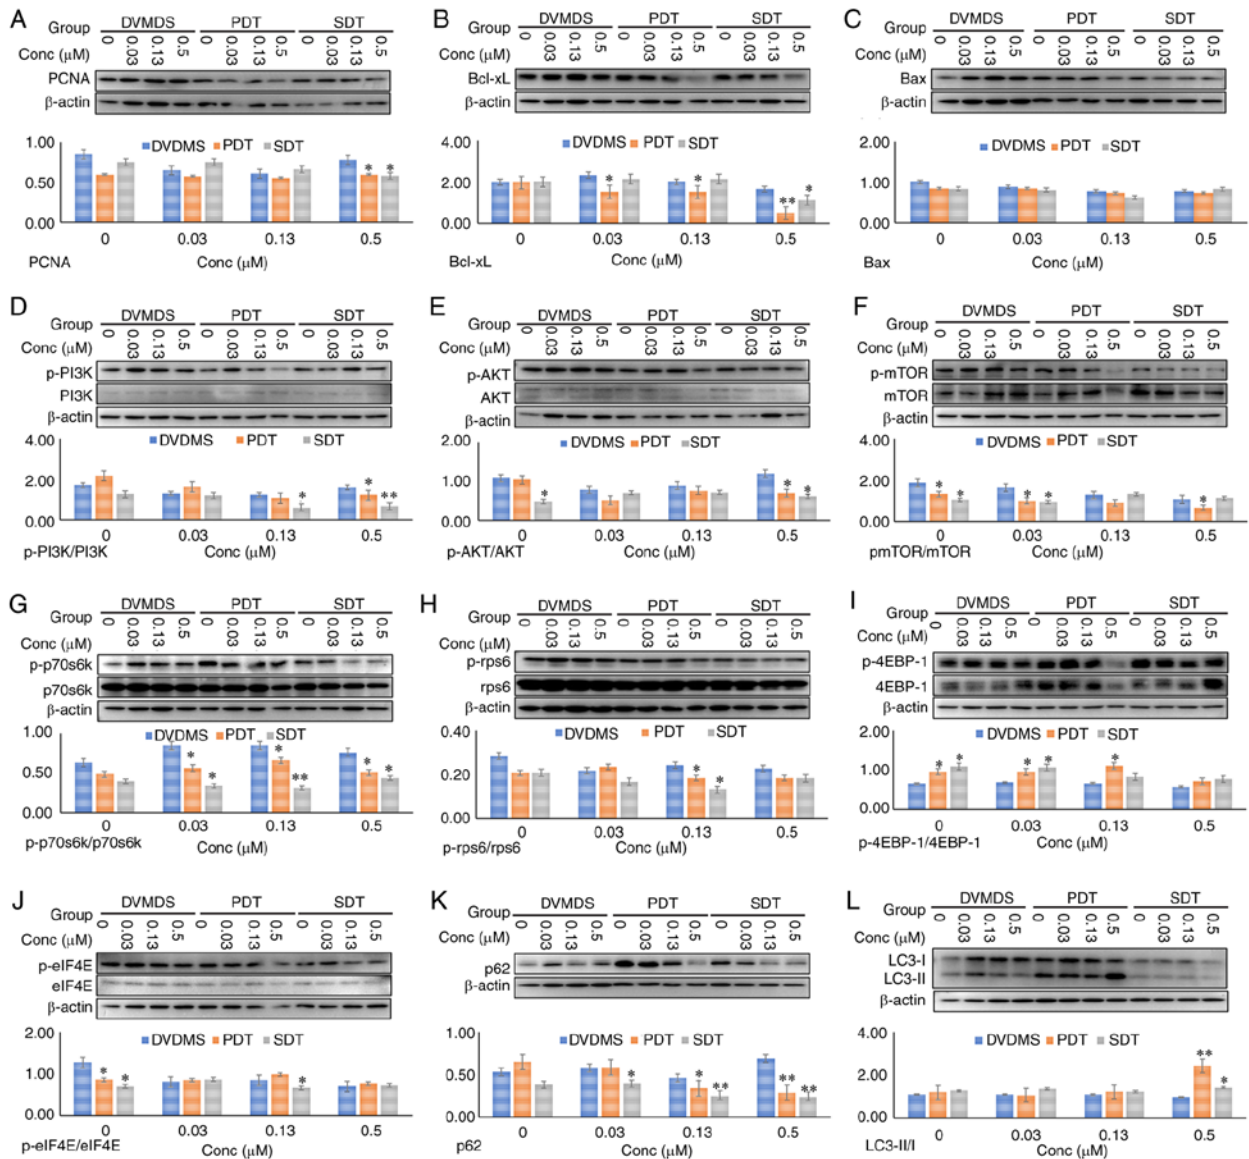 A
Group DVMDS PDT SDT
Conc (μM) 0 0.03 0.13 0.5 0 0.03 0.13 0.5 0 0.03 0.13 0.5
PCNA
β-actin
DVDMS PDT SDT
1.00
0.50
0.00
* *
0 0.03 0.13 0.5
PCNA Conc (μM)
B
Group DVMDS PDT SDT
Conc (μM) 0 0.03 0.13 0.5 0 0.03 0.13 0.5 0 0.03 0.13 0.5
Bcl-xL
β-actin
4.00
DVDMS PDT SDT
2.00
0.00
* * ** *
0 0.03 0.13 0.5
Bcl-xL Conc (μM)
C
Group DVMDS PDT SDT
Conc (μM) 0 0.03 0.13 0.5 0 0.03 0.13 0.5 0 0.03 0.13 0.5
Bax
β-actin
2.00
DVDMS PDT SDT
1.00
0.00
0 0.03 0.13 0.5
Bax Conc (μM)
D
Group DVMDS PDT SDT
Conc (μM) 0 0.03 0.13 0.5 0 0.03 0.13 0.5 0 0.03 0.13 0.5
p-PI3K
PI3K
β-actin
4.00 DVDMS PDT SDT
2.00
0.00
* * **
0 0.03 0.13 0.5
p-PI3K/PI3K Conc (μM)
E
Group DVMDS PDT SDT
Conc (μM) 0 0.03 0.13 0.5 0 0.03 0.13 0.5 0 0.03 0.13 0.5
p-AKT
AKT
β-actin
2.00 DVDMS PDT SDT
1.00
0.00
* * *
0 0.03 0.13 0.5
p-AKT/AKT Conc (μM)
F
Group DVMDS PDT SDT
Conc (μM) 0 0.03 0.13 0.5 0 0.03 0.13 0.5 0 0.03 0.13 0.5
p-mTOR
mTOR
β-actin
4.00 DVDMS PDT SDT
2.00
0.00
* * * * *
0 0.03 0.13 0.5
pmTOR/mTOR Conc (μM)
G
Group DVMDS PDT SDT
Conc (μM) 0 0.03 0.13 0.5 0 0.03 0.13 0.5 0 0.03 0.13 0.5
p-p70s6k
p70s6k
β-actin
1.00 DVDMS PDT SDT
0.50
0.00
* * * ** * *
0 0.03 0.13 0.5
p-p70s6k/p70s6k Conc (μM)
H
Group DVMDS PDT SDT
Conc (μM) 0 0.03 0.13 0.5 0 0.03 0.13 0.5 0 0.03 0.13 0.5
p-rps6
rps6
β-actin
0.40 DVDMS PDT SDT
0.20
0.00
* *
0 0.03 0.13 0.5
p-rps6/rps6 Conc (μM)
I
Group DVMDS PDT SDT
Conc (μM) 0 0.03 0.13 0.5 0 0.03 0.13 0.5 0 0.03 0.13 0.5
p-4EBP-1
4EBP-1
β-actin
2.00 DVDMS PDT SDT
1.00
0.00
* * * * *
0 0.03 0.13 0.5
p-4EBP-1/4EBP-1 Conc (μM)
J
Group DVMDS PDT SDT
Conc (μM) 0 0.03 0.13 0.5 0 0.03 0.13 0.5 0 0.03 0.13 0.5
p-eIF4E
eIF4E
β-actin
2.00 DVDMS PDT SDT
1.00
0.00
* * *
0 0.03 0.13 0.5
p-eIF4E/eIF4E Conc (μM)
K
Group DVMDS PDT SDT
Conc (μM) 0 0.03 0.13 0.5 0 0.03 0.13 0.5 0 0.03 0.13 0.5
p62
β-actin
1.00 DVDMS PDT SDT
0.50
0.00
* * ** ** **
0 0.03 0.13 0.5
p62 Conc (μM)
L
Group DVMDS PDT SDT
Conc (μM) 0 0.03 0.13 0.5 0 0.03 0.13 0.5 0 0.03 0.13 0.5
LC3-I
LC3-II
β-actin
4.00 DVDMS PDT SDT
2.00
0.00
** *
0 0.03 0.13 0.5
LC3-II/I Conc (μM)